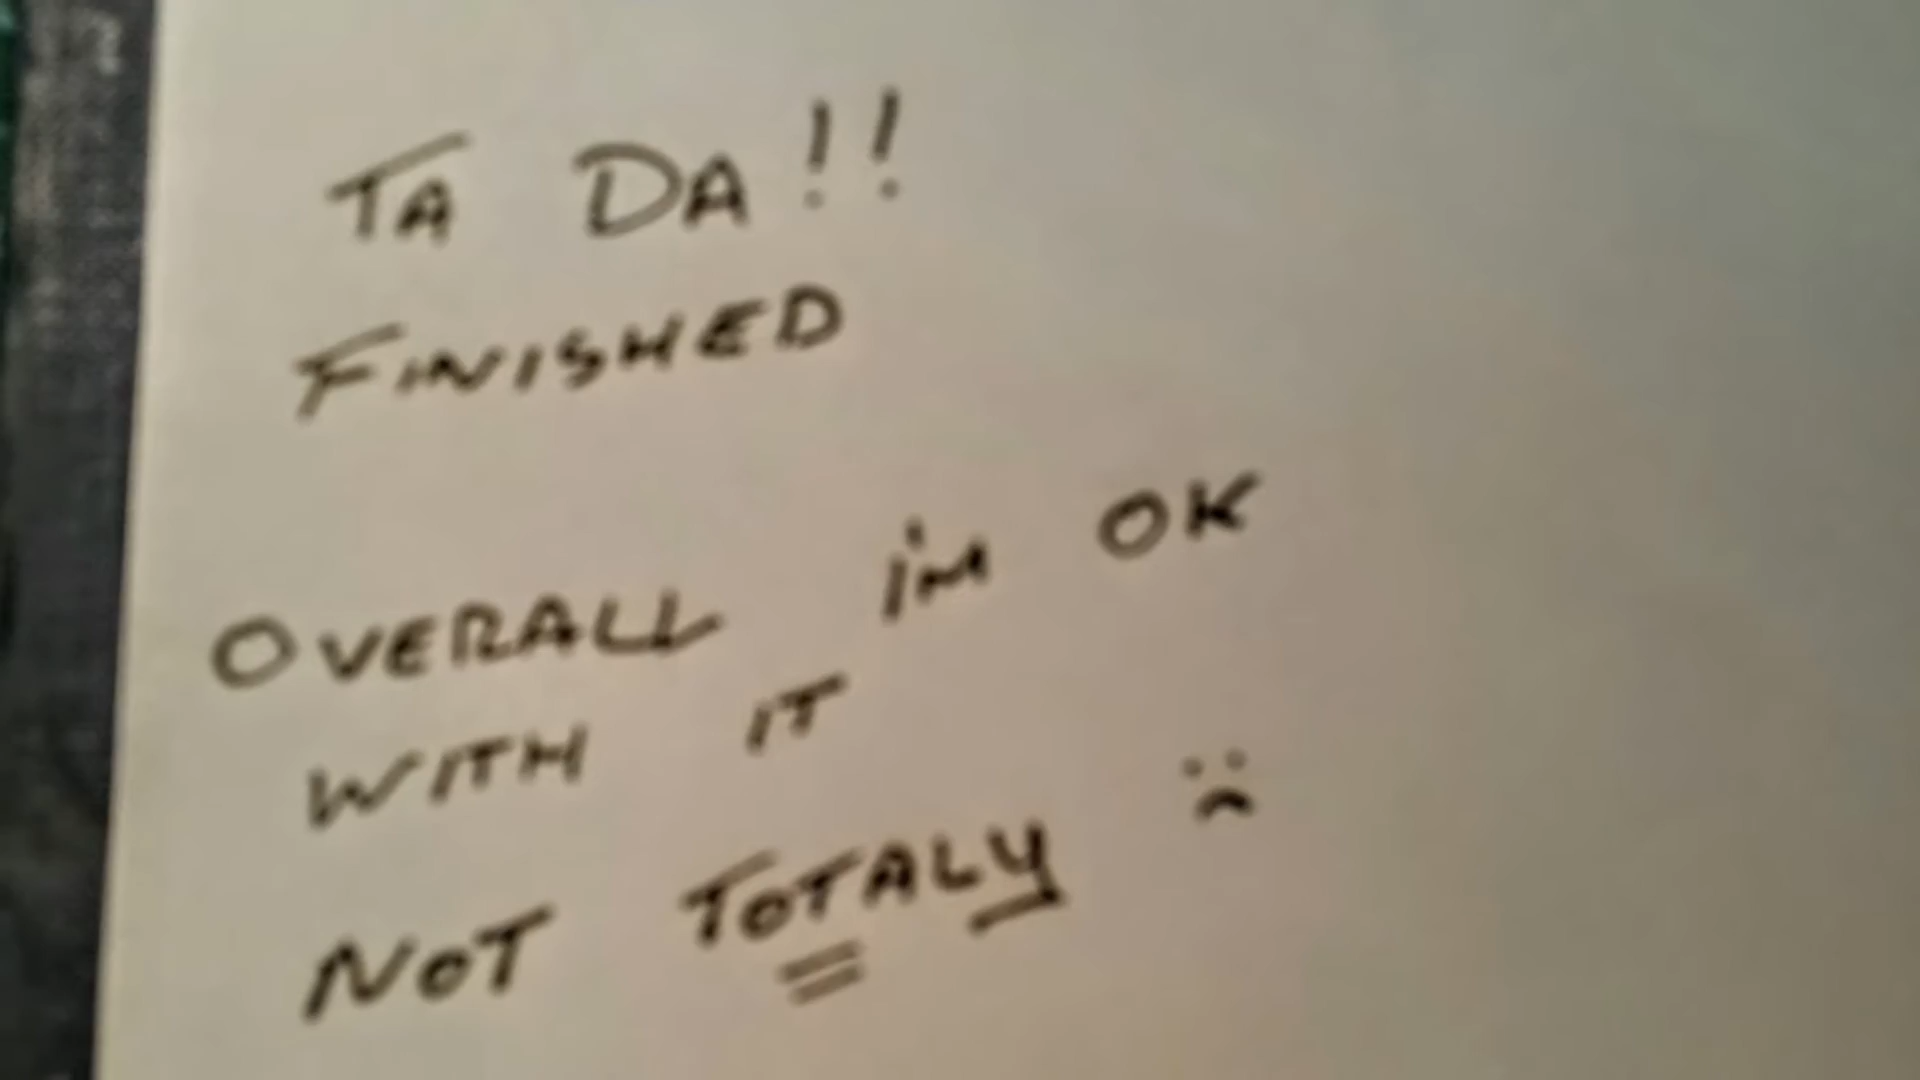 TA DA!!
FINISHED
OVERALL I'M OK
WITH IT
NOT TOTALY